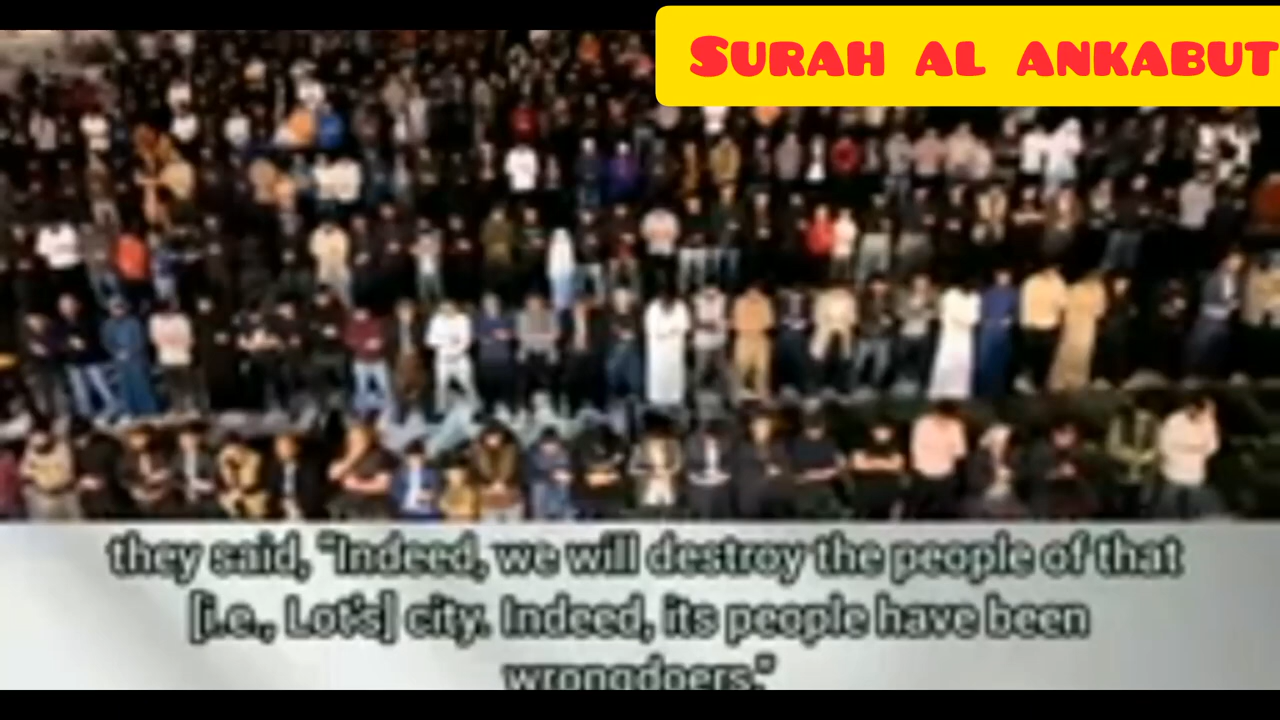 SURAH AL ANKABUT
they said, "Indeed, we will destroy the people of that
[i.e., Lot's] city. Indeed, its people have been
wrongdoers."